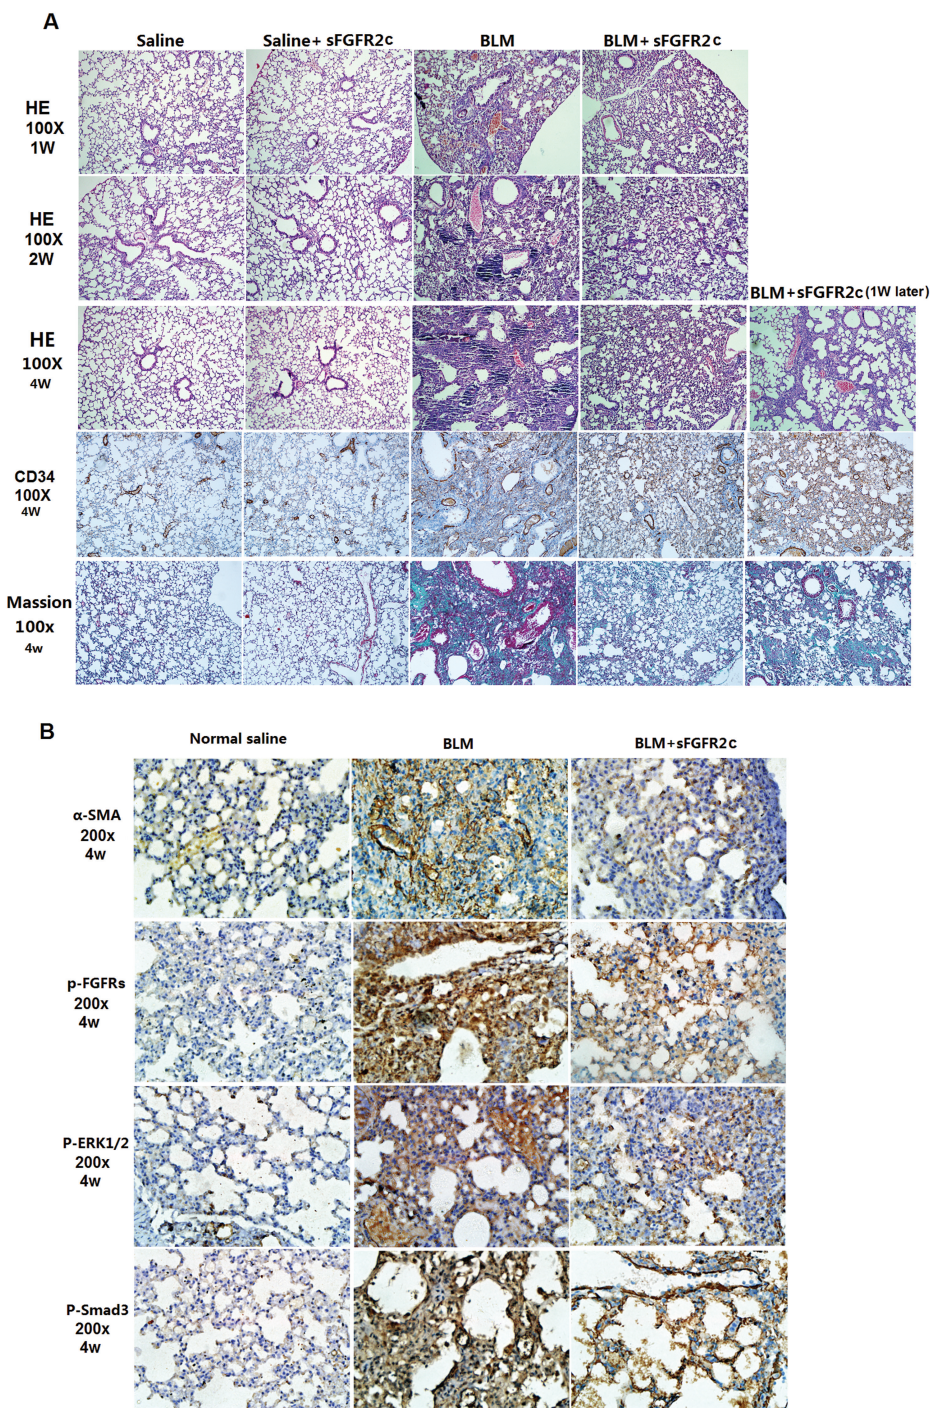 A
Saline
Saline+ sFGFR2c
BLM
BLM+ sFGFR2c
HE
100X
1W
HE
100X
2W
BLM+sFGFR2c(1W later)
HE
100X
4W
CD34
100X
4W
Massion
100x
4w
B
Normal saline
BLM
BLM+sFGFR2c
α-SMA
200x
4w
p-FGFRs
200x
4w
P-ERK1/2
200x
4w
P-Smad3
200x
4w